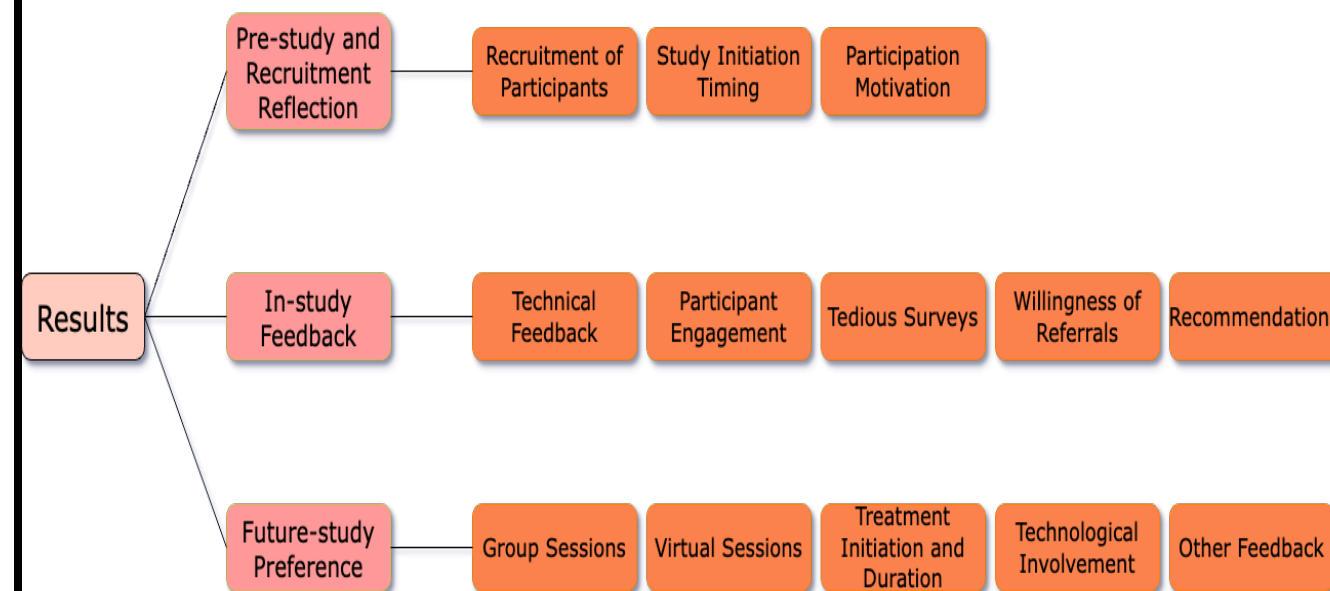 Pre-study and
Recruitment
Reflection
Recruitment of
Participants
Study Initiation
Timing
Participation
Motivation
Results
In-study
Feedback
Technical
Feedback
Participant
Engagement
Tedious Surveys
Willingness of
Referrals
Recommendation
Future-study
Preference
Group Sessions
Virtual Sessions
Treatment
Initiation and
Duration
Technological
Involvement
Other Feedback